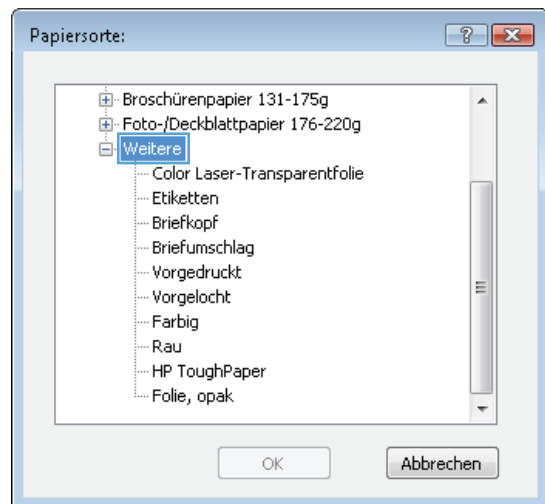 Papiersorte:
Broschürenpapier 131-175g
Foto-/Deckblattpapier 176-220g
Weitere
Color Laser-Transparentfolie
Etiketten
Briefkopf
Briefumschlag
Vorgedruckt
Vorgelocht
Farbig
Rau
HP ToughPaper
Folie, opak
OK Abbrechen